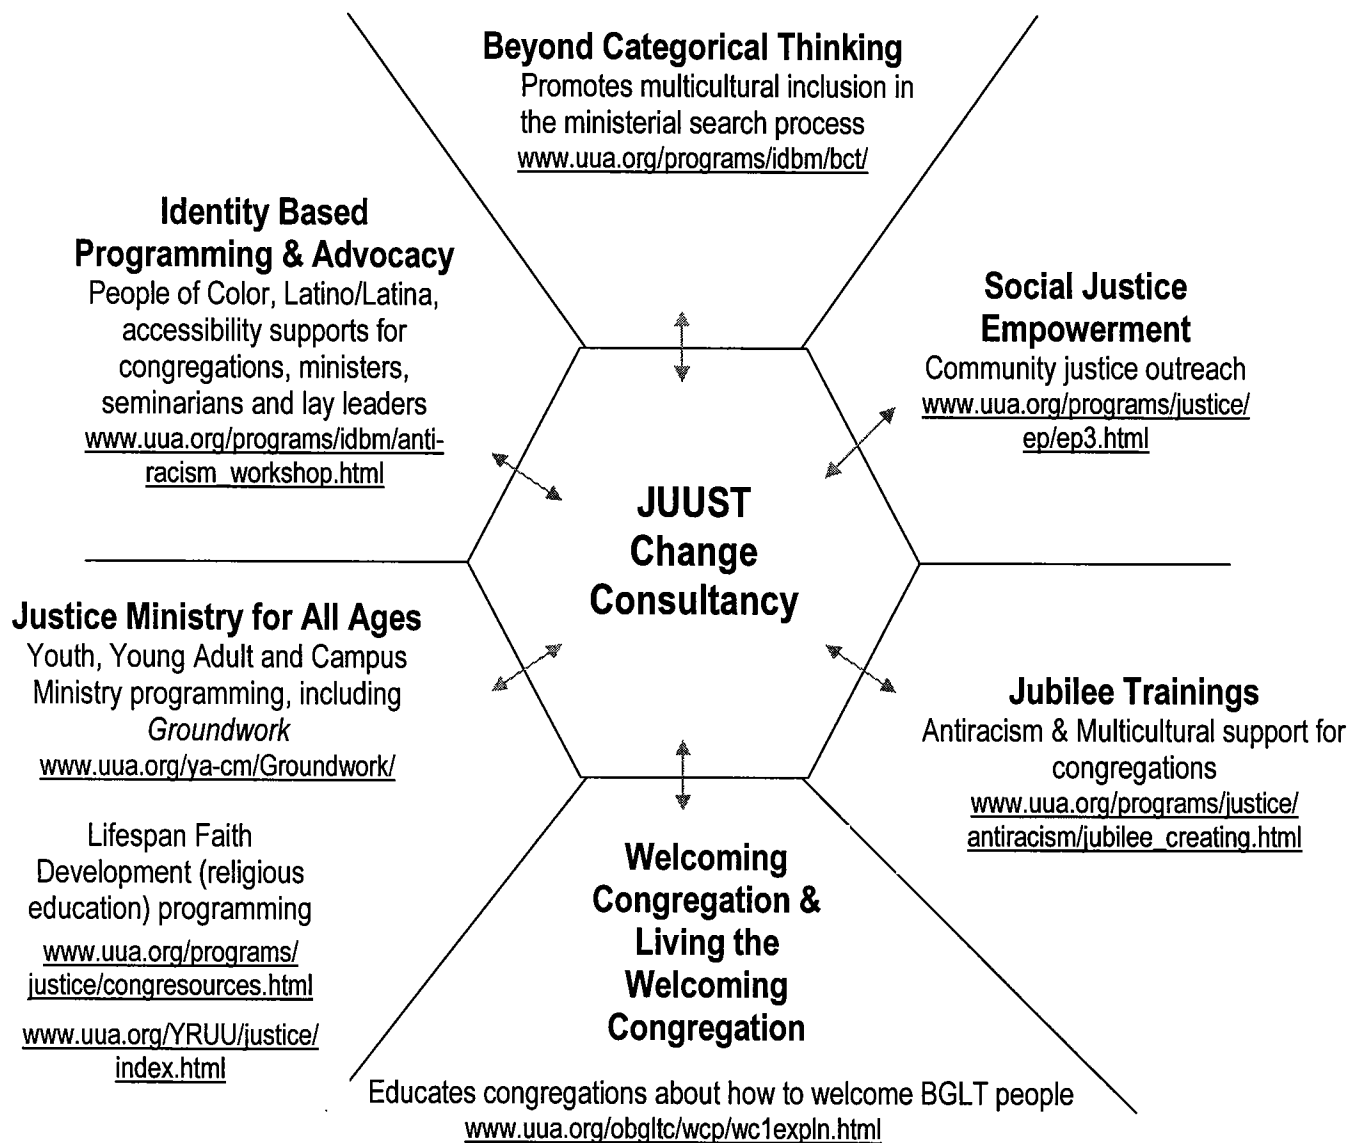 Beyond Categorical Thinking
Promotes multicultural inclusion in
the ministerial search process
www.uua.org/programs/idbm/bct/
Identity Based
Programming & Advocacy
People of Color, Latino/Latina,
accessibility supports for
congregations, ministers,
seminarians and lay leaders
www.uua.org/programs/idbm/anti-
racism_workshop.html
Social Justice
Empowerment
Community justice outreach
www.uua.org/programs/justice/
ep/ep3.html
JUUST
Change
Consultancy
Justice Ministry for All Ages
Youth, Young Adult and Campus
Ministry programming, including
Groundwork
www.uua.org/ya-cm/Groundwork/
Lifespan Faith
Development (religious
education) programming
www.uua.org/programs/
justice/congresources.html
www.uua.org/YRUU/justice/
index.html
Jubilee Trainings
Antiracism & Multicultural support for
congregations
www.uua.org/programs/justice/
antiracism/jubilee_creating.html
Welcoming
Congregation &
Living the
Welcoming
Congregation
Educates congregations about how to welcome BGLT people
www.uua.org/obgltc/wcp/wc1expln.html